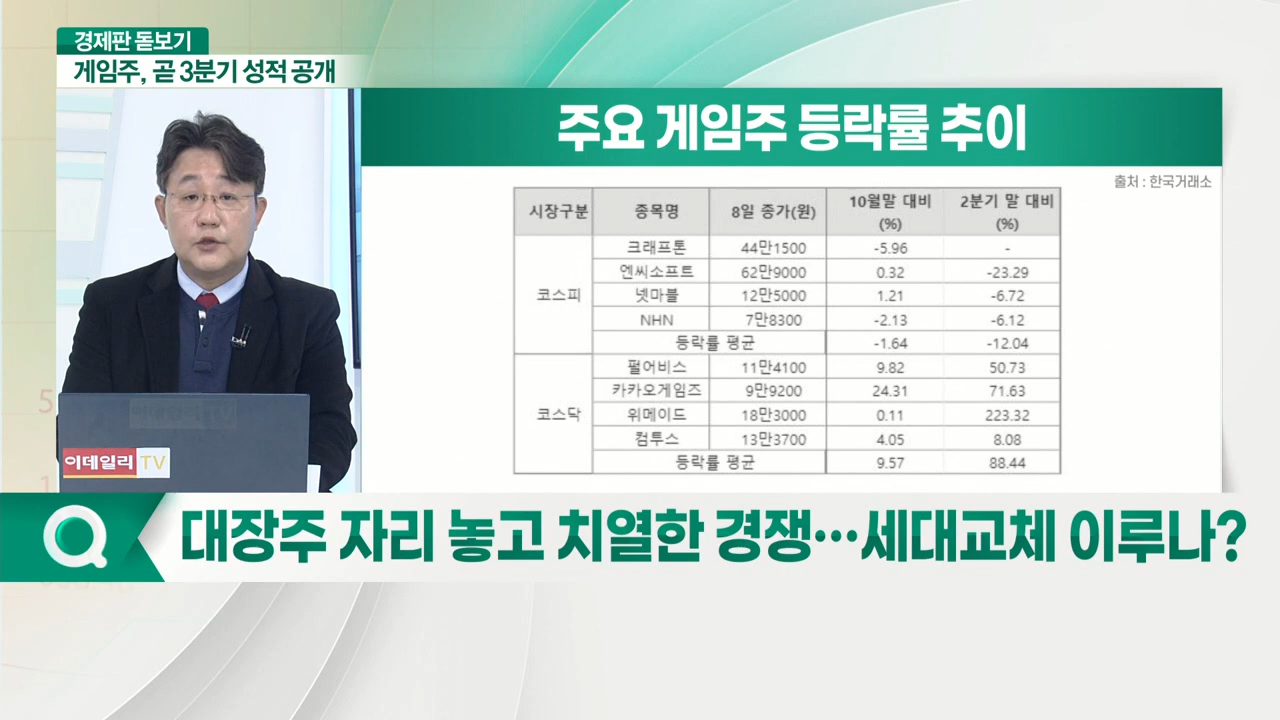 경제판 돋보기
게임주, 곧 3분기 성적 공개
주요 게임주 등락률 추이
출처 : 한국거래소
시장구분 종목명 8일 종가(원) 10월말 대비 (%) 2분기 말 대비 (%)
코스피
크래프톤 44만1500 -5.96 -
엔씨소프트 62만9000 0.32 -23.29
넷마블 12만5000 1.21 -6.72
NHN 7만8300 -2.13 -6.12
등락률 평균 -1.64 -12.04
코스닥
펄어비스 11만4100 9.82 50.73
카카오게임즈 9만9200 24.31 71.63
위메이드 18만3000 0.11 223.32
컴투스 13만3700 4.05 8.08
등락률 평균 9.57 88.44
이데일리 TV
대장주 자리 놓고 치열한 경쟁…세대교체 이루나?